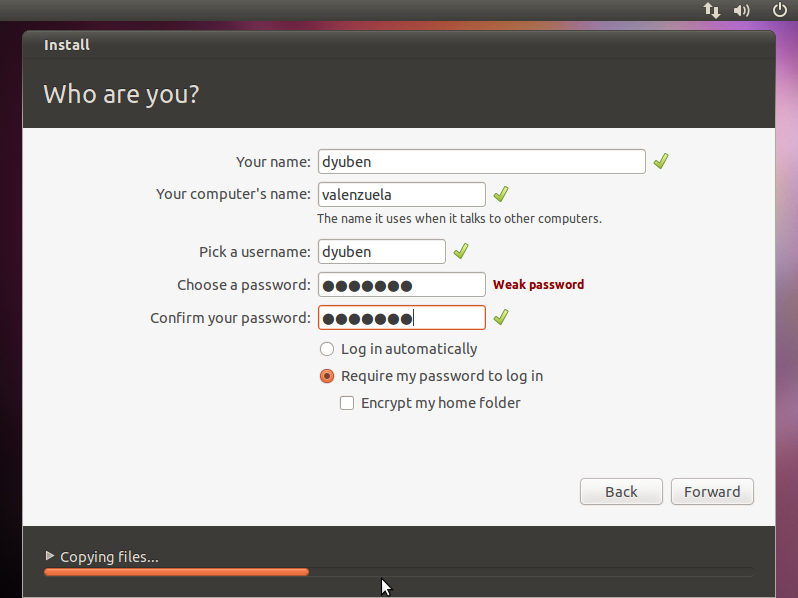 Install
Who are you?
Your name: dyuben
Your computer's name: valenzuela
The name it uses when it talks to other computers.
Pick a username: dyuben
Choose a password: ●●●●●●● Weak password
Confirm your password: ●●●●●●●
Log in automatically
Require my password to log in
Encrypt my home folder
Back Forward
Copying files...